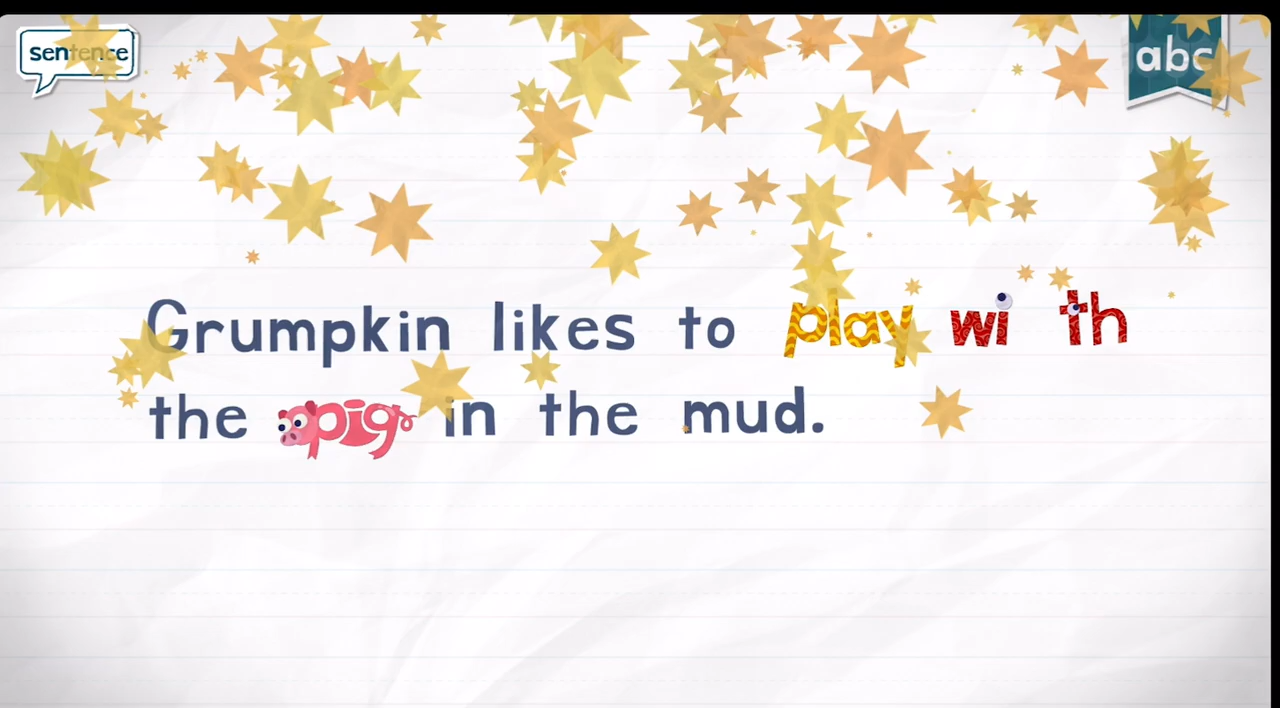 sentence
abc
Grumpkin likes to play wi th
the pig in the mud.